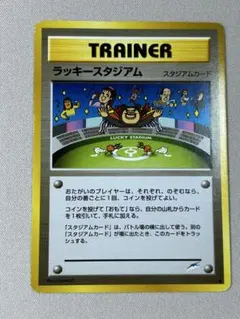 TRAINER
ラッキースタジアム
スタジアムカード
LUCKY STADIUM
おたがいのプレイヤーは、それぞれ、のぞむなら、
自分の番ごとに1回、コインを投げてよい。
コインを投げて「おもて」なら、自分の山札からカード
を1枚引いて、手札に加える。
「スタジアムカード」は、バトル場の横に出して使う。別の
「スタジアムカード」が場に出たとき、このカードをトラッ
シュする。